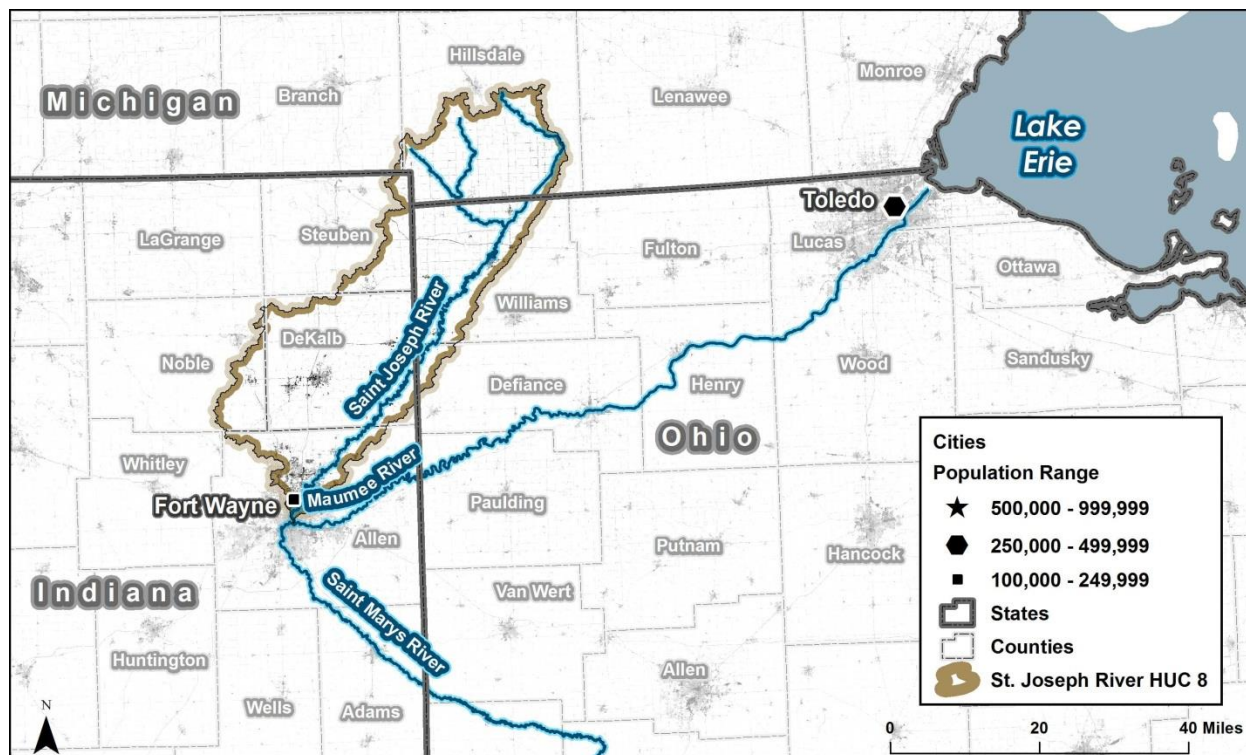 Hillsdale
Monroe
Michigan
Branch
Lenawee
Lake
Erie
Toledo
LaGrange
Steuben
Lucas
Fulton
Ottawa
Williams
Saint Joseph River
DeKalb
Noble
Wood
Sandusky
Defiance
Henry
Ohio
Whitley
Maumee River
Fort Wayne
Paulding
Allen
Putnam
Hancock
Indiana
Saint Marys River
Van Wert
Huntington
Allen
Wells
Adams
N
Cities
Population Range
500,000 - 999,999
250,000 - 499,999
100,000 - 249,999
States
Counties
St. Joseph River HUC 8
0 20 40 Miles